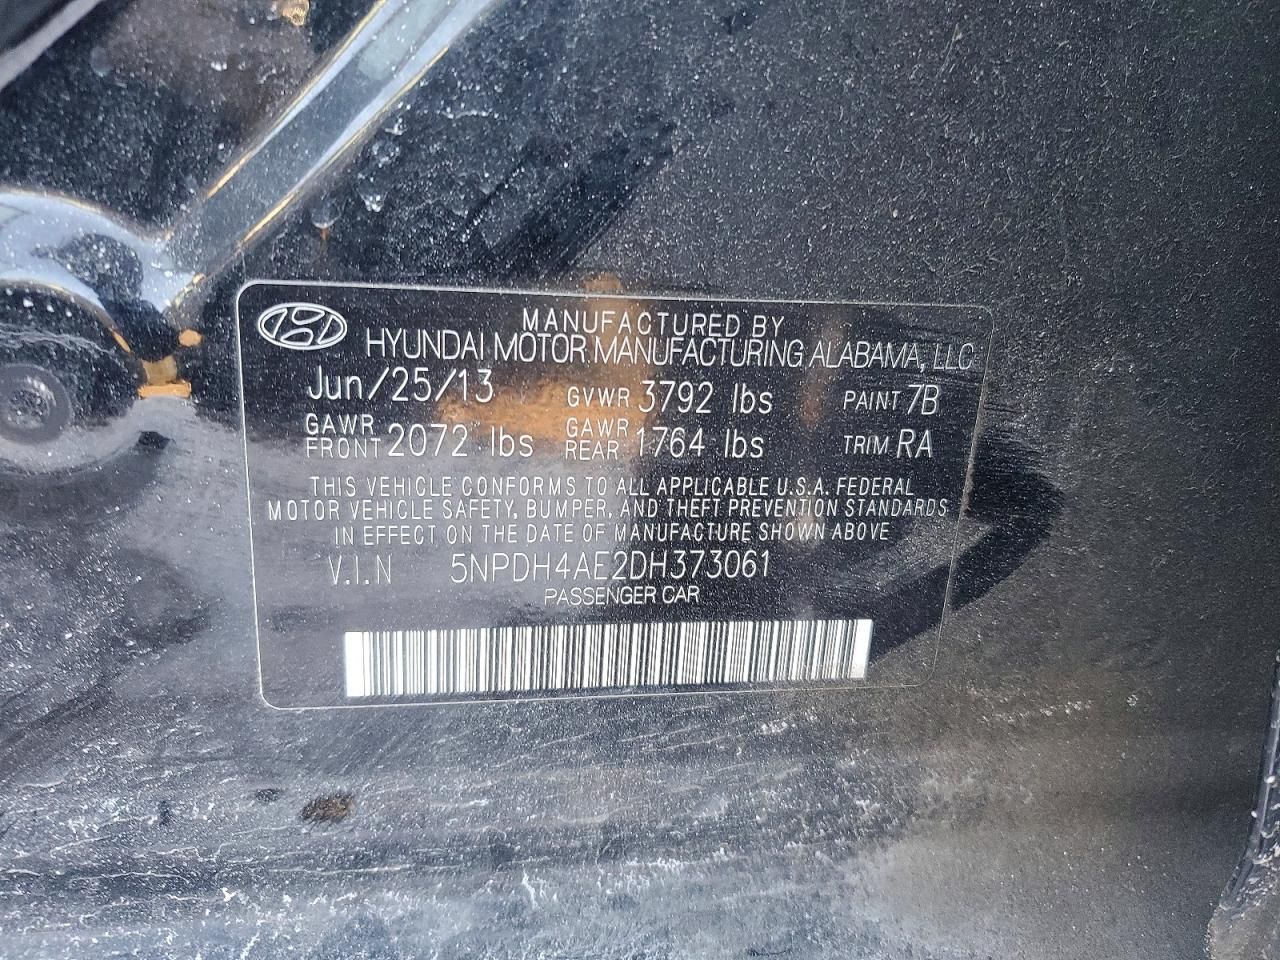 MANUFACTURED BY
HYUNDAI MOTOR MANUFACTURING ALABAMA, LLC
Jun/25/13 GVWR 3792 lbs PAINT 7B
GAWR FRONT 2072 lbs GAWR REAR 1764 lbs TRIM RA
THIS VEHICLE CONFORMS TO ALL APPLICABLE U.S.A. FEDERAL
MOTOR VEHICLE SAFETY, BUMPER, AND THEFT PREVENTION STANDARDS
IN EFFECT ON THE DATE OF MANUFACTURE SHOWN ABOVE
V.I.N 5NPDH4AE2DH373061
PASSENGER CAR